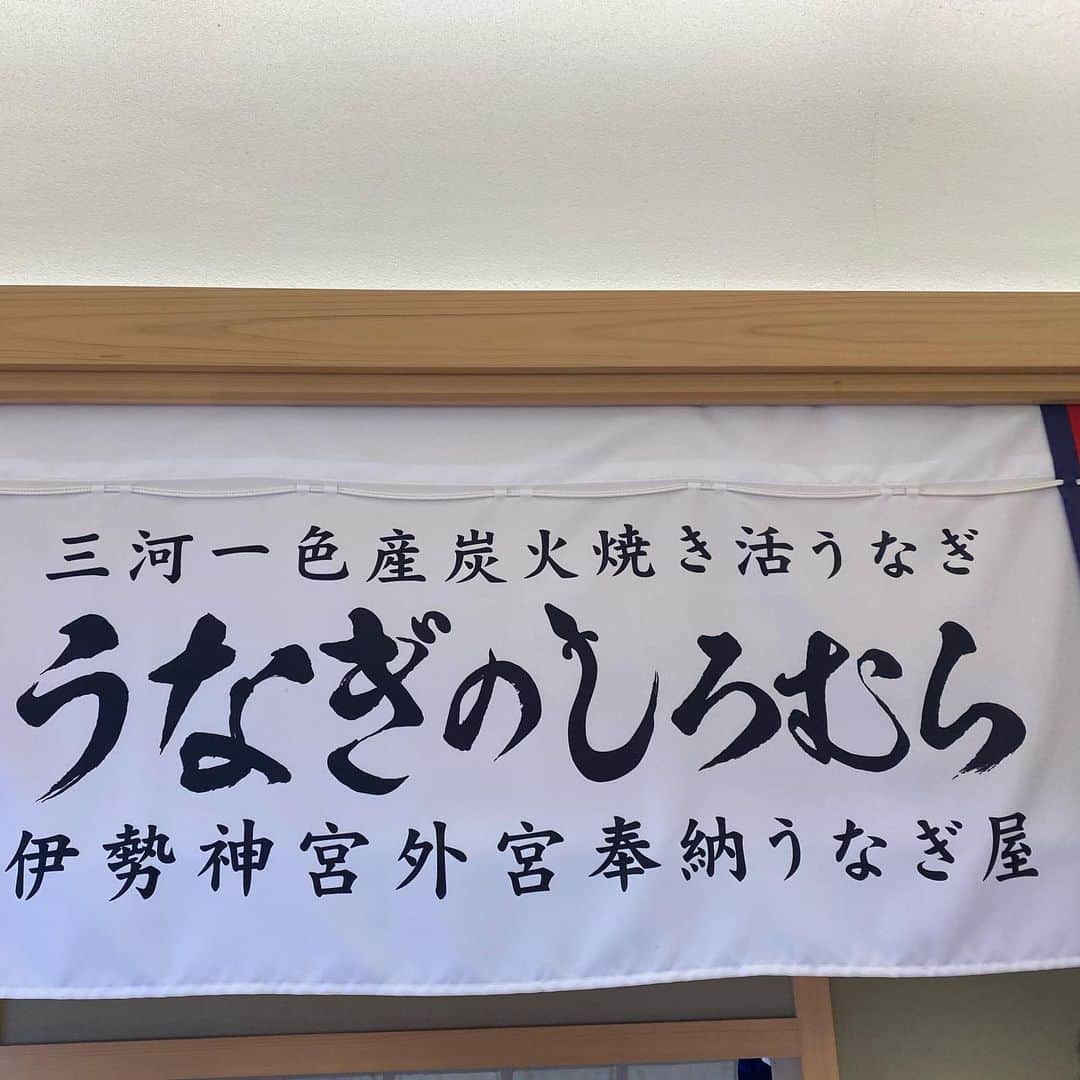 三河一色産炭火焼き活うなぎ
うなぎのしろむら
伊勢神宮外宮奉納うなぎ屋